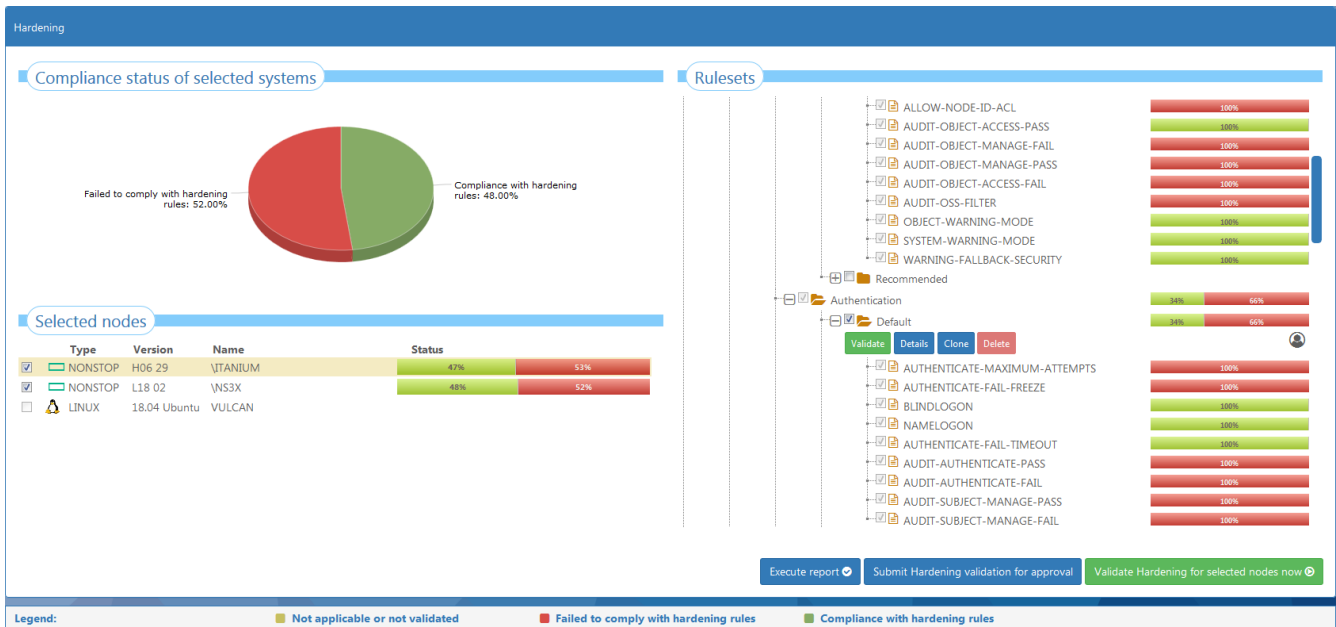 Hardening
Compliance status of selected systems
Failed to comply with hardening
rules: 52.00%
Compliance with hardening
rules: 48.00%
Selected nodes
Type Version Name Status
NONSTOP H06 29 \ITANIUM 47% 53%
NONSTOP L18 02 \NS3X 48% 52%
LINUX 18.04 Ubuntu VULCAN
Rulesets
ALLOW-NODE-ID-ACL 100%
AUDIT-OBJECT-ACCESS-PASS 100%
AUDIT-OBJECT-MANAGE-FAIL 100%
AUDIT-OBJECT-MANAGE-PASS 100%
AUDIT-OBJECT-ACCESS-FAIL 100%
AUDIT-OSS-FILTER 100%
OBJECT-WARNING-MODE 100%
SYSTEM-WARNING-MODE 100%
WARNING-FALLBACK-SECURITY 100%
Recommended
Authentication 34% 66%
Default 34% 66%
Validate Details Clone Delete
AUTHENTICATE-MAXIMUM-ATTEMPTS 100%
AUTHENTICATE-FAIL-FREEZE 100%
BLINDLOGON 100%
NAMELOGON 100%
AUTHENTICATE-FAIL-TIMEOUT 100%
AUDIT-AUTHENTICATE-PASS 100%
AUDIT-AUTHENTICATE-FAIL 100%
AUDIT-SUBJECT-MANAGE-PASS 100%
AUDIT-SUBJECT-MANAGE-FAIL 100%
Execute report Submit Hardening validation for approval Validate Hardening for selected nodes now
Legend: Not applicable or not validated Failed to comply with hardening rules Compliance with hardening rules